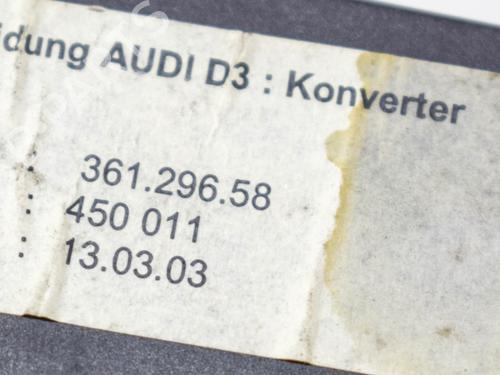 idung AUDI D3 : Konverter
: 361.296.58
: 450 011
: 13.03.03